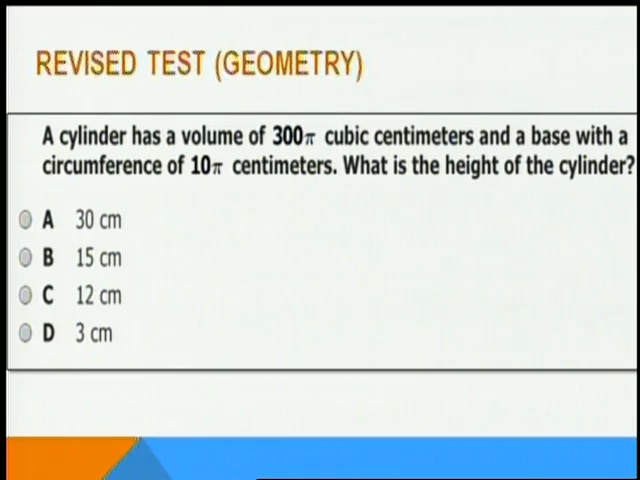 REVISED TEST (GEOMETRY)
A cylinder has a volume of 300π cubic centimeters and a base with a
circumference of 10π centimeters. What is the height of the cylinder?
A 30 cm
B 15 cm
C 12 cm
D 3 cm